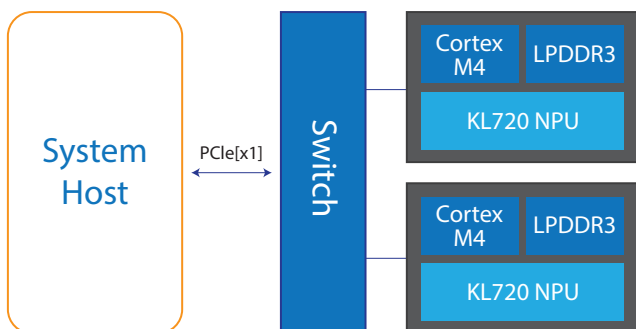 System
Host
PCIe[x1]
Switch
Cortex
M4
LPDDR3
KL720 NPU
Cortex
M4
LPDDR3
KL720 NPU